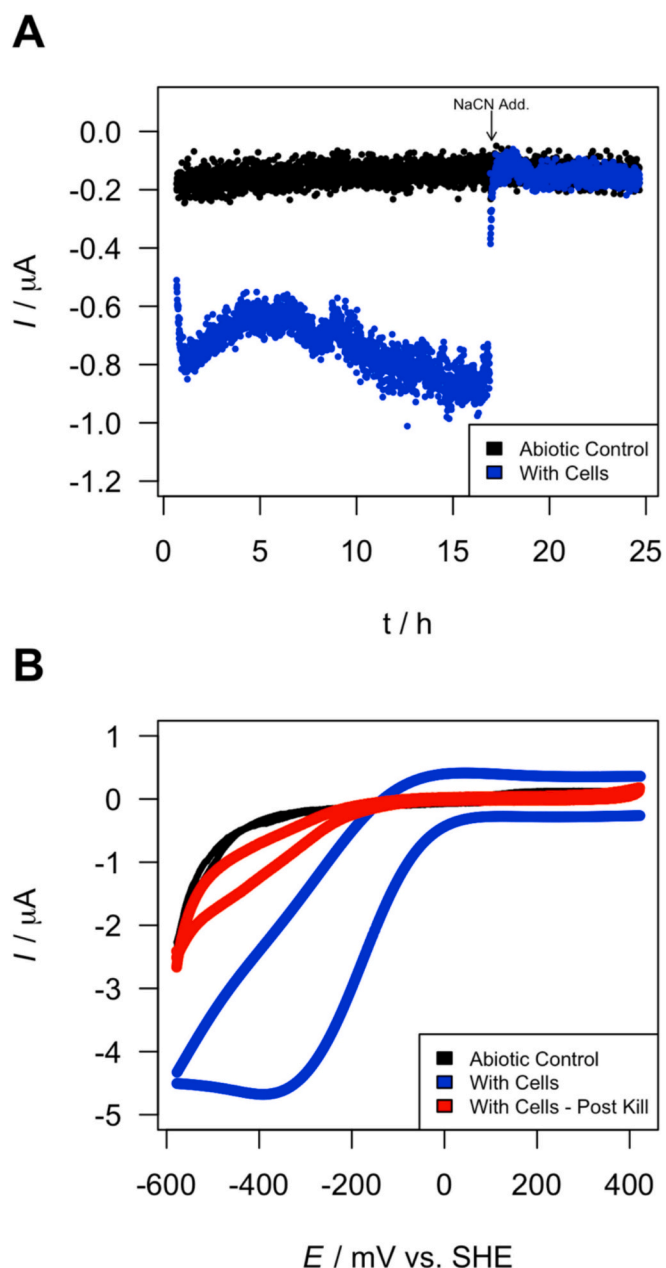 A
NaCN Add.
0.0
-0.2
-0.4
-0.6
-0.8
-1.0
-1.2
I / µA
Abiotic Control
With Cells
0 5 10 15 20 25
t / h
B
1
0
-1
-2
-3
-4
-5
I / µA
Abiotic Control
With Cells
With Cells - Post Kill
-600 -400 -200 0 200 400
E / mV vs. SHE